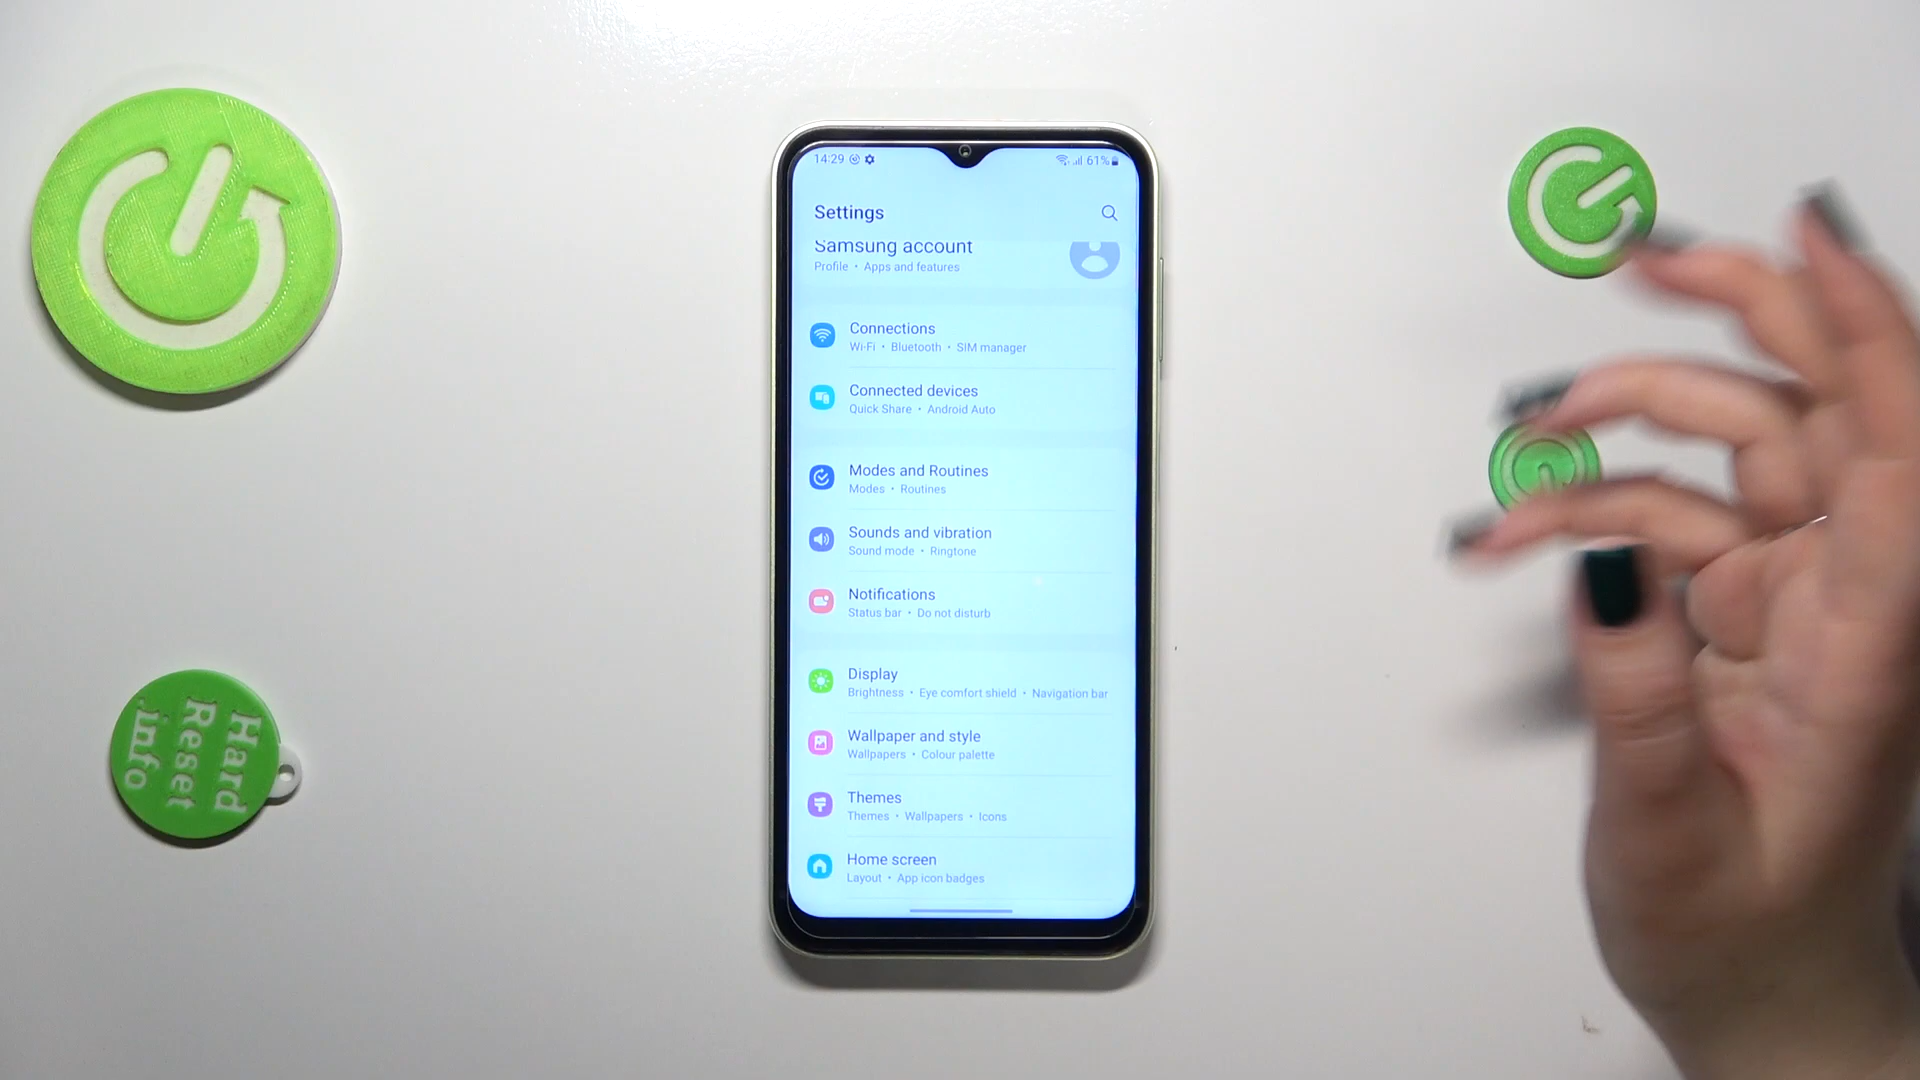 14:29
61%
Settings
Samsung account
Profile • Apps and features
Connections
Wi-Fi • Bluetooth • SIM manager
Connected devices
Quick Share • Android Auto
Modes and Routines
Modes • Routines
Sounds and vibration
Sound mode • Ringtone
Notifications
Status bar • Do not disturb
Display
Brightness • Eye comfort shield • Navigation bar
Wallpaper and style
Wallpapers • Colour palette
Themes
Themes • Wallpapers • Icons
Home screen
Layout • App icon badges
Hard
Reset
.info